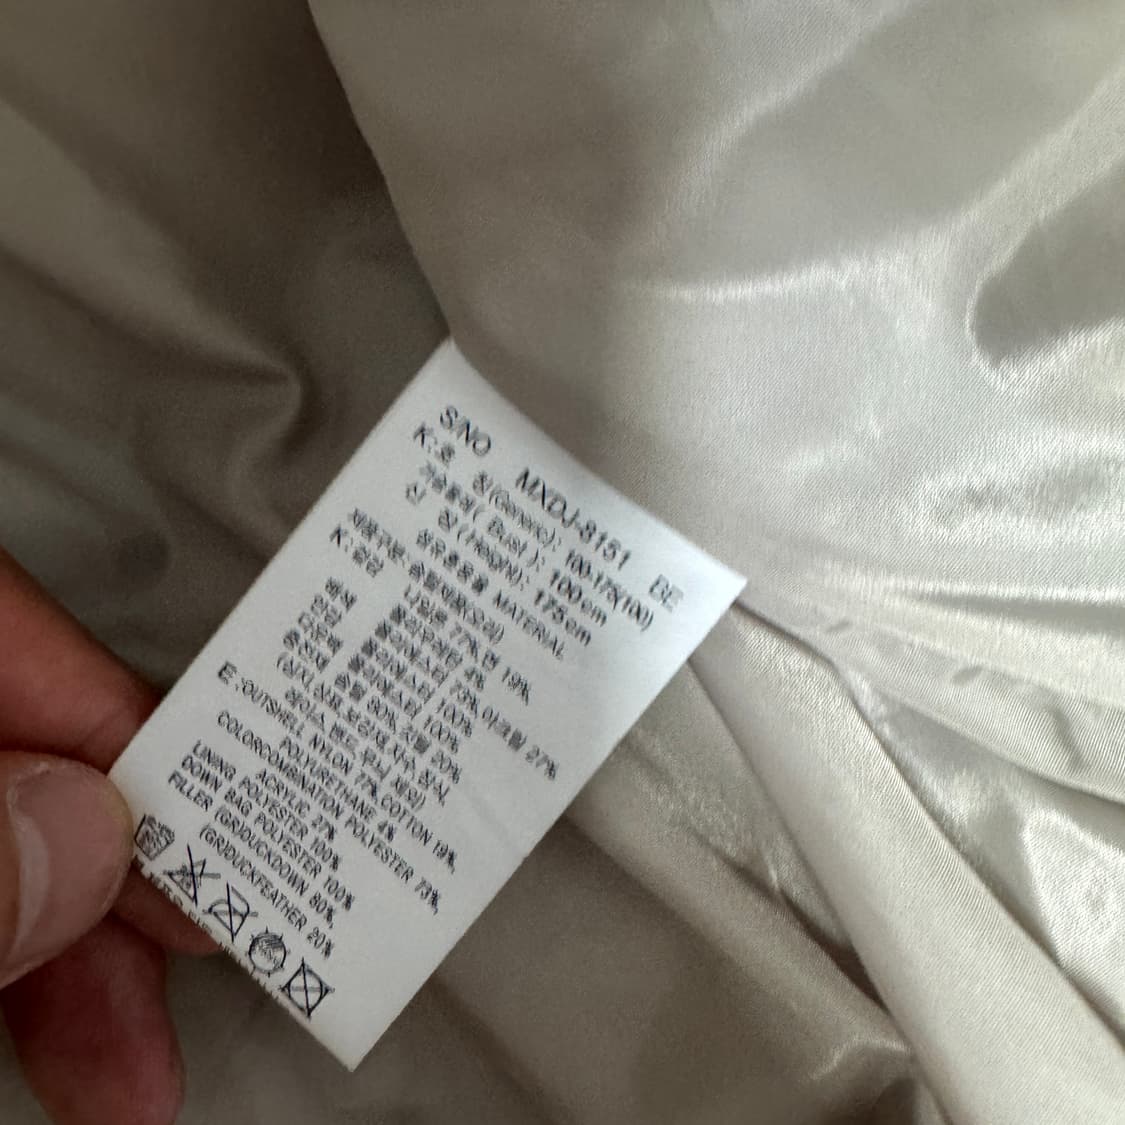 S/NO MXDJ-8151 BE
K:호 칭(Generic): 100-175(100)
가슴둘레( Bust ): 100cm
신 장(Height): 175cm
섬유혼용률 MATERIAL
제품구분: 솜털제품(오리)
K:겉감 나일론 77%,면 19%,
폴리우레탄 4%
배색 폴리에스터 73%,아크릴 27%
안감 폴리에스터 100%
다운백 폴리에스터 100%
충전재 솜털 80%,깃털 20%
E:OUTSHELL NYLON 77%,COTTON 19%,
POLYURETHANE 4%
COLORCOMBINATION POLYESTER 73%,
ACRYLIC 27%
LINING POLYESTER 100%
DOWN BAG POLYESTER 100%
FILLER (GR)DUCKDOWN 80%,
(GR)DUCKFEATHER 20%